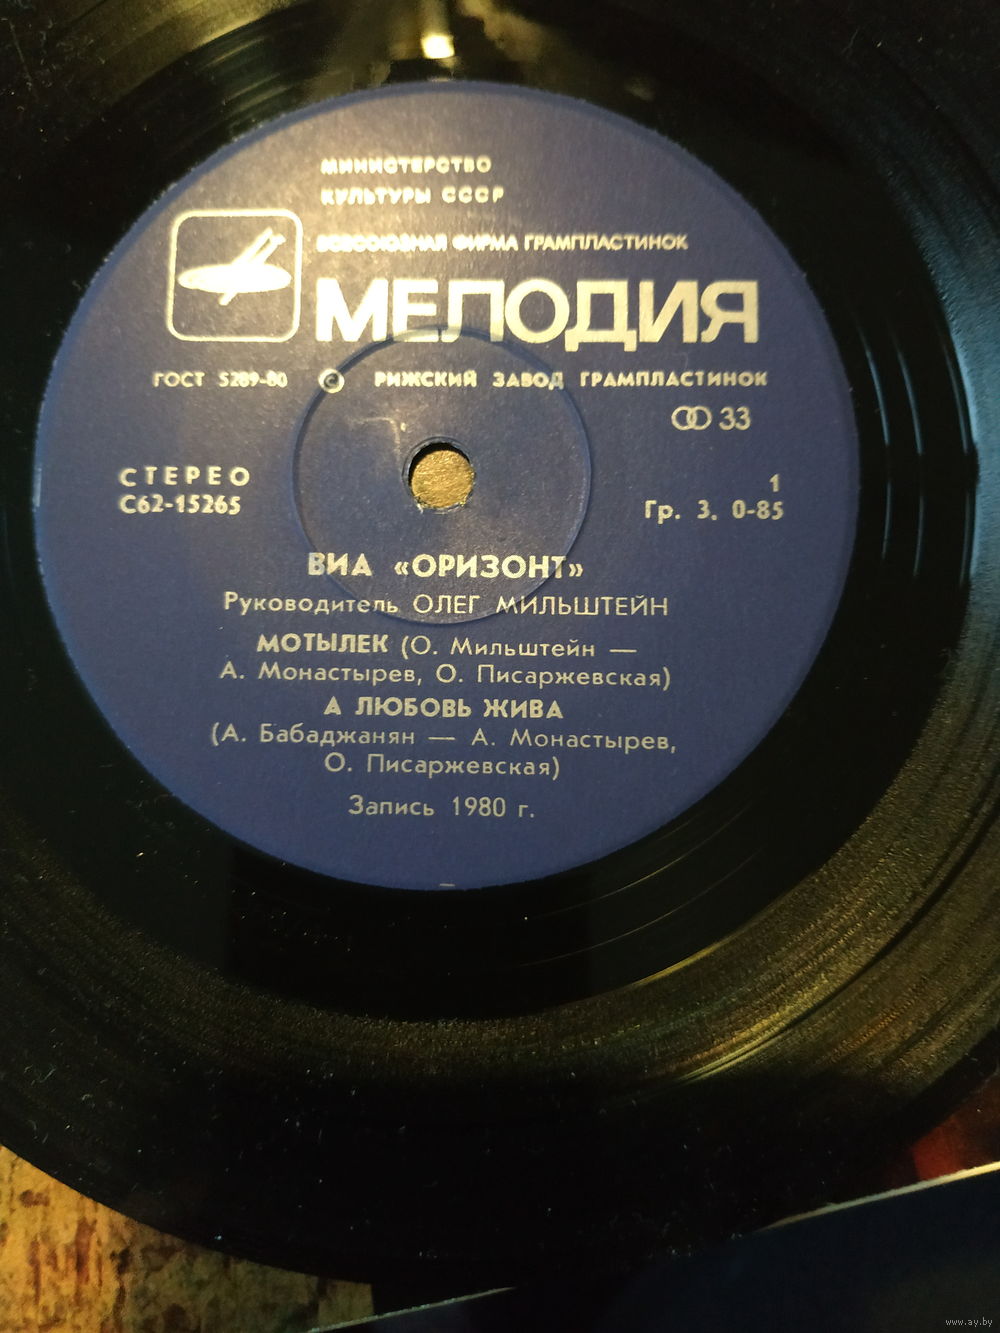 МИНИСТЕРСТВО
КУЛЬТУРЫ СССР
ВСЕСОЮЗНАЯ ФИРМА ГРАМПЛАСТИНОК
МЕЛОДИЯ
ГОСТ 5289-80 © РИЖСКИЙ ЗАВОД ГРАМПЛАСТИНОК
33
СТЕРЕО
С62-15265
1
Гр. 3. 0-85
ВИА «ОРИЗОНТ»
Руководитель ОЛЕГ МИЛЬШТЕЙН
МОТЫЛЕК (О. Мильштейн —
А. Монастырев, О. Писаржевская)
А ЛЮБОВЬ ЖИВА
(А. Бабаджанян — А. Монастырев,
О. Писаржевская)
Запись 1980 г.
www.ay.by